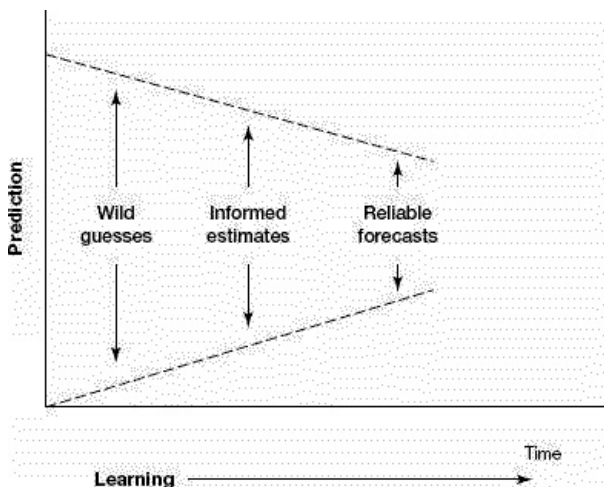 Prediction
Wild
guesses
Informed
estimates
Reliable
forecasts
Time
Learning